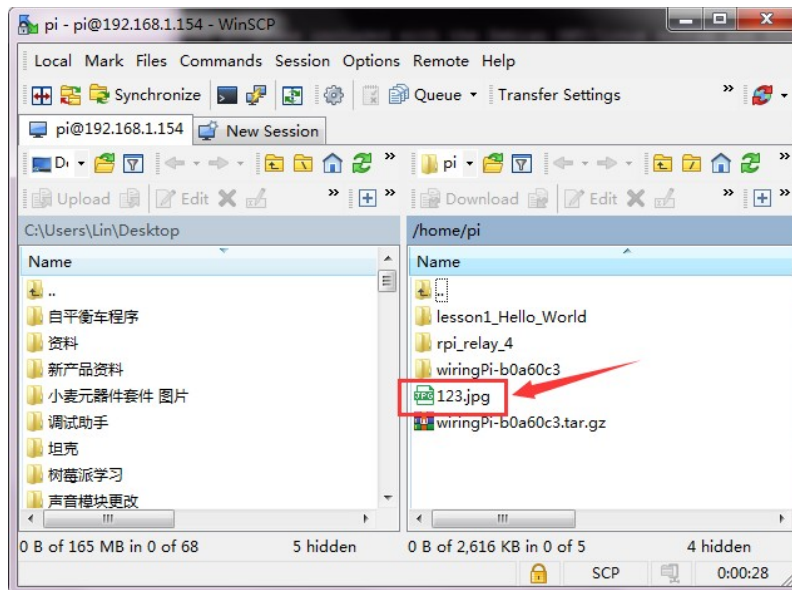 pi - pi@192.168.1.154 - WinSCP
Local Mark Files Commands Session Options Remote Help
Synchronize Queue Transfer Settings
pi@192.168.1.154 New Session
pi
Upload Edit Download Edit
C:\Users\Lin\Desktop /home/pi
Name Name
.. ..
自平衡车程序 lesson1_Hello_World
资料 rpi_relay_4
新产品资料 wiringPi-b0a60c3
小麦元器件套件 图片 123.jpg
调试助手 wiringPi-b0a60c3.tar.gz
坦克
树莓派学习
声音模块更改
0 B of 165 MB in 0 of 68 5 hidden 0 B of 2,616 KB in 0 of 5 4 hidden
SCP 0:00:28